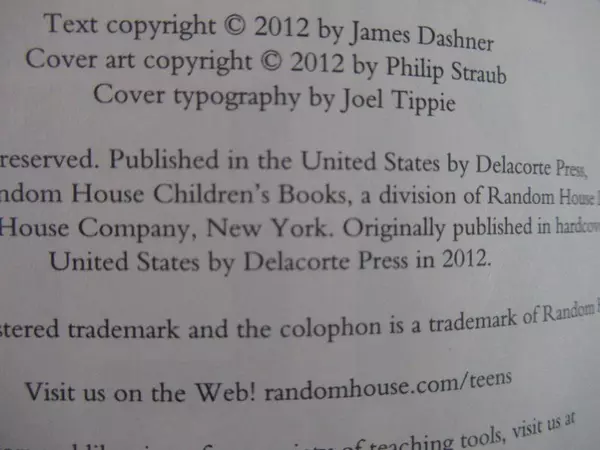 Text copyright © 2012 by James Dashner
Cover art copyright © 2012 by Philip Straub
Cover typography by Joel Tippie
reserved. Published in the United States by Delacorte Press,
ndom House Children's Books, a division of Random House
House Company, New York. Originally published in hardcov
United States by Delacorte Press in 2012.
stered trademark and the colophon is a trademark of Random
Visit us on the Web! randomhouse.com/teens
of teaching tools, visit us at